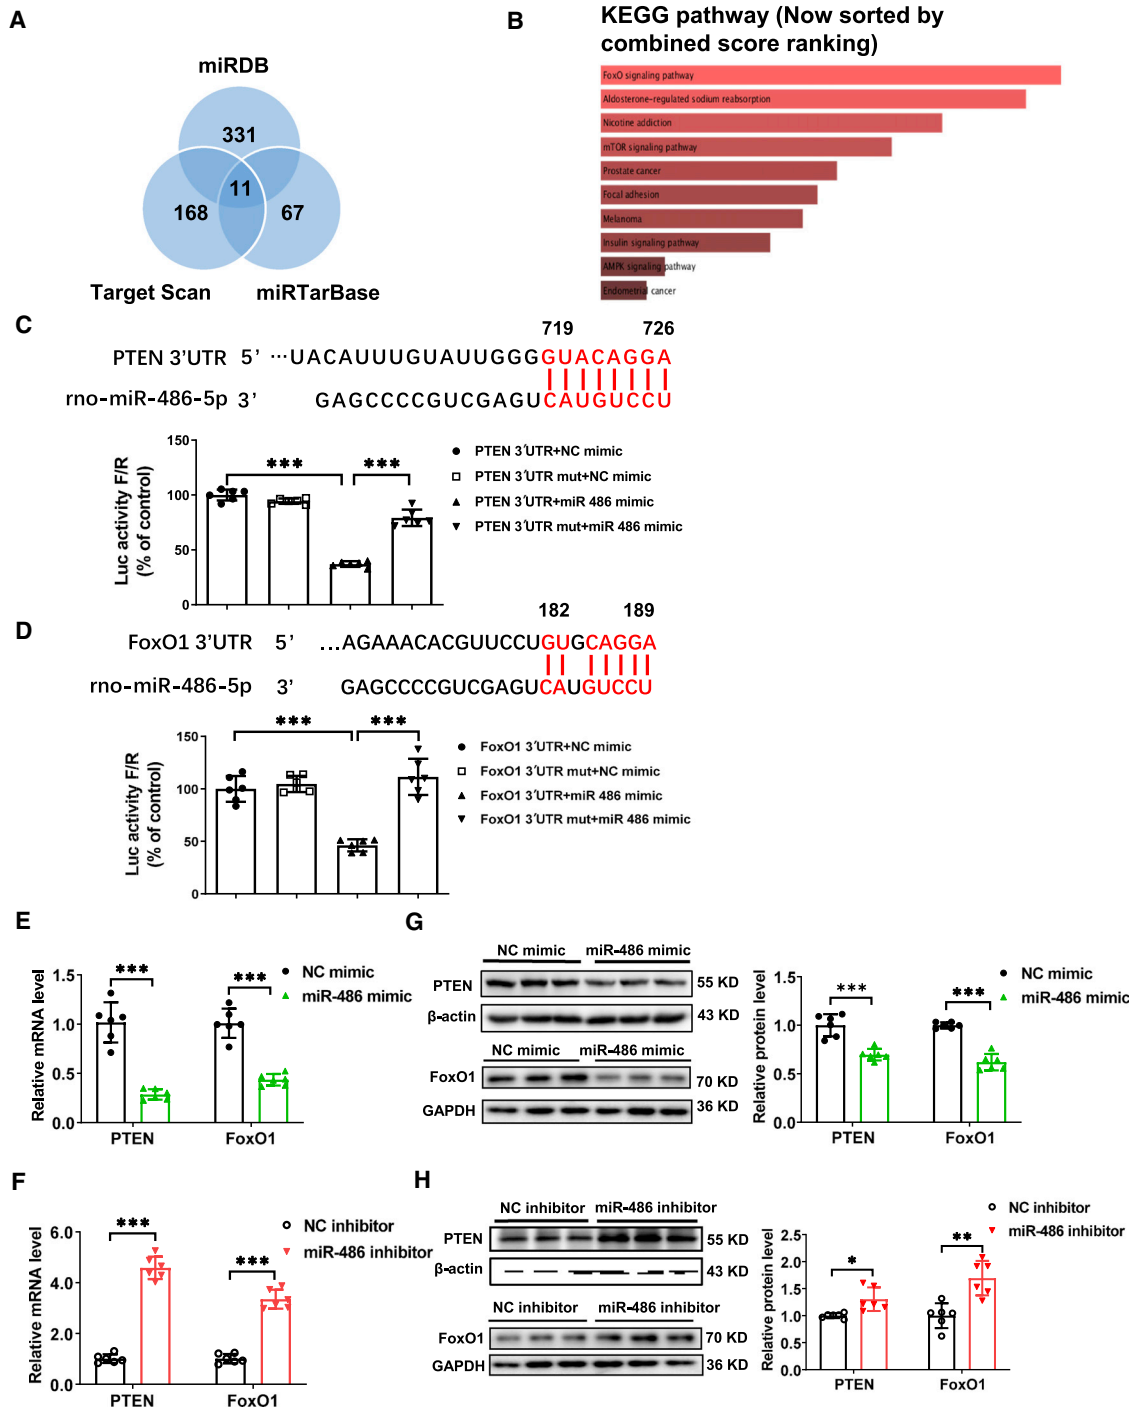 A
miRDB
331
11
168
67
Target Scan
miRTarBase
B
KEGG pathway (Now sorted by
combined score ranking)
FoxO signaling pathway
Aldosterone-regulated sodium reabsorption
Nicotine addiction
mTOR signaling pathway
Prostate cancer
Focal adhesion
Melanoma
Insulin signaling pathway
AMPK signaling pathway
Endometrial cancer
C
719 726
PTEN 3'UTR 5' ···UACAUUUGUAUUGGGGUACAGGA
rno-miR-486-5p 3' GAGCCCCGUCGAGUCAUGUCCU
Luc activity F/R
(% of control)
150
100
50
0
***
***
PTEN 3'UTR+NC mimic
PTEN 3'UTR mut+NC mimic
PTEN 3'UTR+miR 486 mimic
PTEN 3'UTR mut+miR 486 mimic
D
182 189
FoxO1 3'UTR 5' ...AGAAACACGUUCCUGUGCAGGA
rno-miR-486-5p 3' GAGCCCCGUCGAGUCAUGUCCU
Luc activity F/R
(% of control)
150
100
50
0
***
***
FoxO1 3'UTR+NC mimic
FoxO1 3'UTR mut+NC mimic
FoxO1 3'UTR+miR 486 mimic
FoxO1 3'UTR mut+miR 486 mimic
E
Relative mRNA level
1.5
1.0
0.5
0.0
***
***
NC mimic
miR-486 mimic
PTEN
FoxO1
G
NC mimic miR-486 mimic
PTEN 55 KD
β-actin 43 KD
NC mimic miR-486 mimic
FoxO1 70 KD
GAPDH 36 KD
Relative protein level
1.5
1.0
0.5
0.0
***
***
NC mimic
miR-486 mimic
PTEN
FoxO1
F
Relative mRNA level
6.0
4.0
2.0
0.0
***
***
NC inhibitor
miR-486 inhibitor
PTEN
FoxO1
H
NC inhibitor miR-486 inhibitor
PTEN 55 KD
β-actin 43 KD
NC inhibitor miR-486 inhibitor
FoxO1 70 KD
GAPDH 36 KD
Relative protein level
2.5
2.0
1.5
1.0
0.5
0.0
*
**
NC inhibitor
miR-486 inhibitor
PTEN
FoxO1